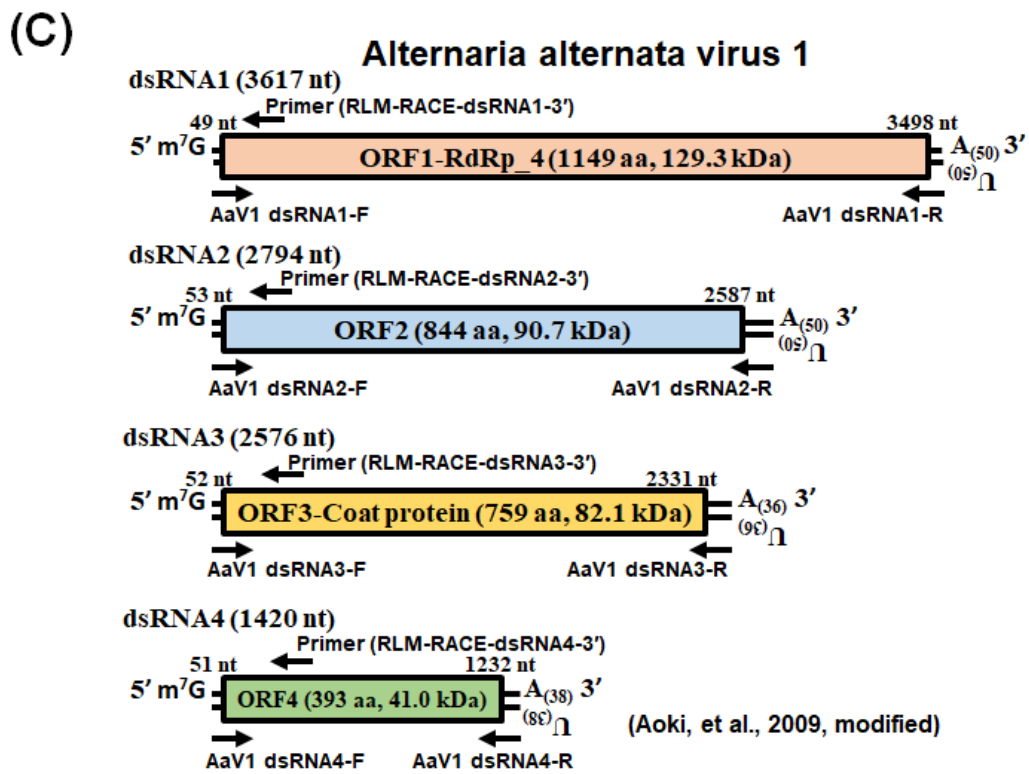 (C)
Alternaria alternata virus 1
dsRNA1 (3617 nt)
Primer (RLM-RACE-dsRNA1-3′)
49 nt
3498 nt
5′ m⁷G
ORF1-RdRp_4 (1149 aa, 129.3 kDa)
A(50) 3′
U(50)
AaV1 dsRNA1-F
AaV1 dsRNA1-R
dsRNA2 (2794 nt)
Primer (RLM-RACE-dsRNA2-3′)
53 nt
2587 nt
5′ m⁷G
ORF2 (844 aa, 90.7 kDa)
A(50) 3′
U(50)
AaV1 dsRNA2-F
AaV1 dsRNA2-R
dsRNA3 (2576 nt)
Primer (RLM-RACE-dsRNA3-3′)
52 nt
2331 nt
5′ m⁷G
ORF3-Coat protein (759 aa, 82.1 kDa)
A(36) 3′
U(36)
AaV1 dsRNA3-F
AaV1 dsRNA3-R
dsRNA4 (1420 nt)
Primer (RLM-RACE-dsRNA4-3′)
51 nt
1232 nt
5′ m⁷G
ORF4 (393 aa, 41.0 kDa)
A(38) 3′
U(38)
(Aoki, et al., 2009, modified)
AaV1 dsRNA4-F
AaV1 dsRNA4-R